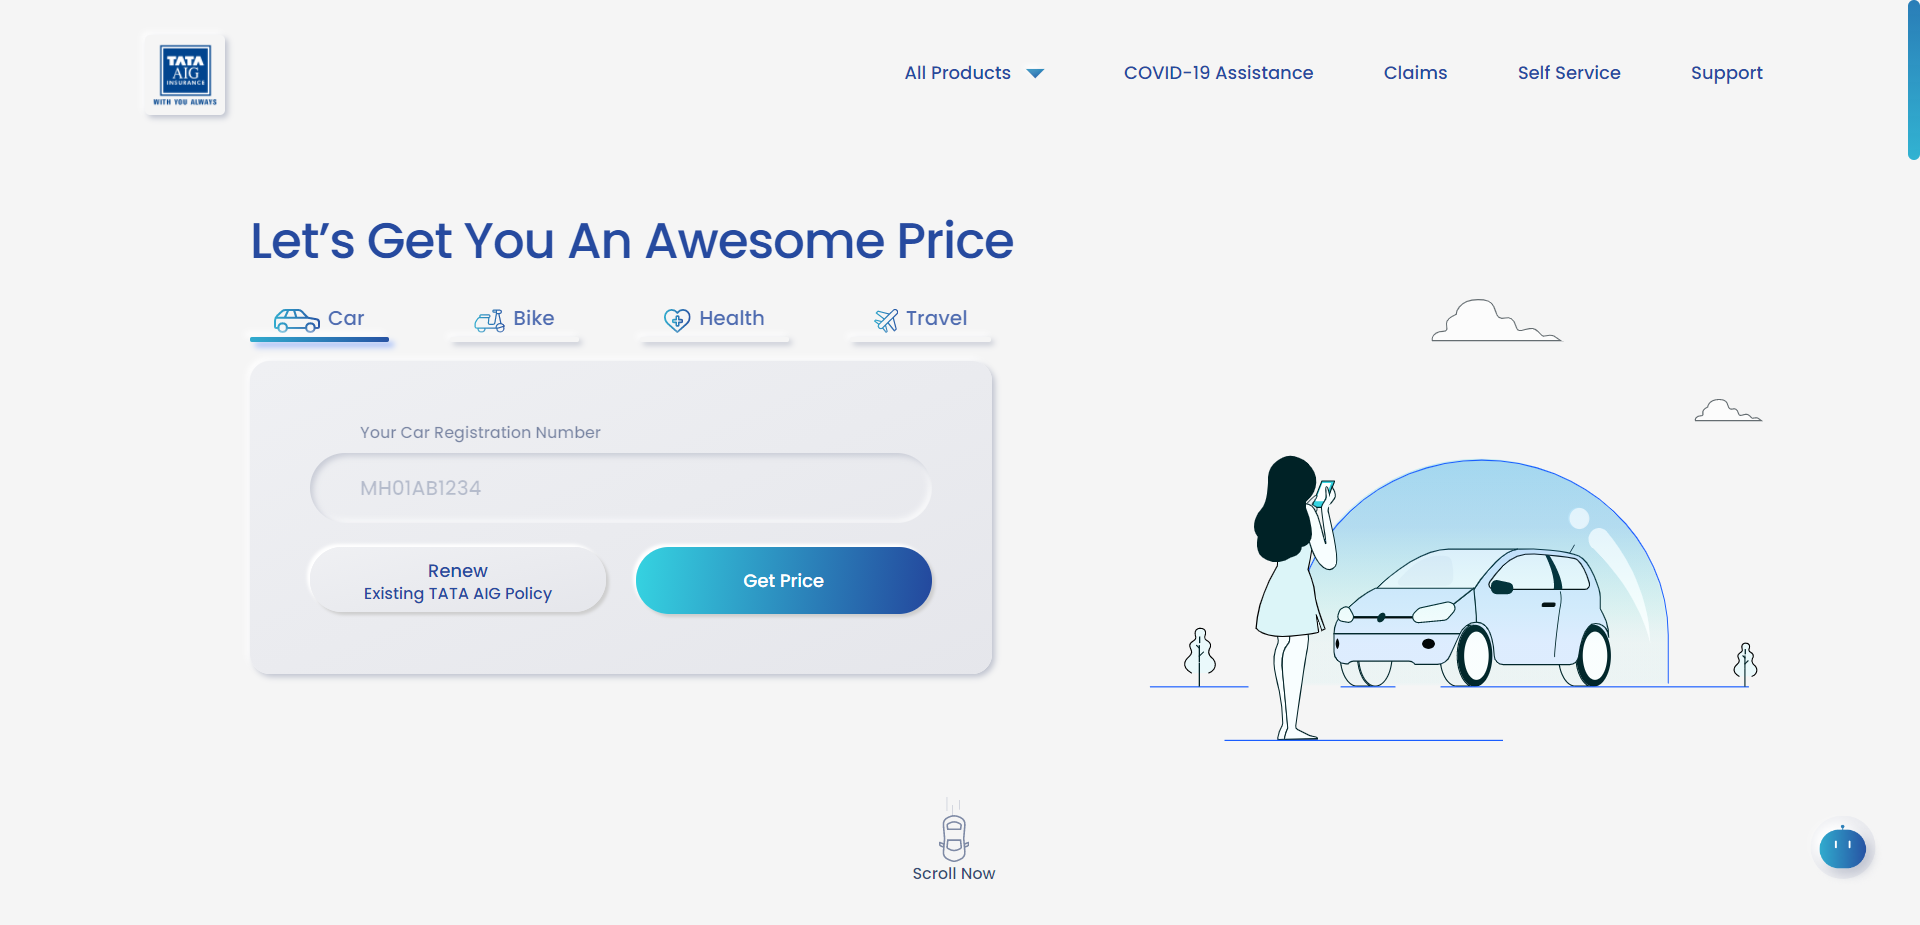 TATA
AIG
INSURANCE
WITH YOU ALWAYS
All Products
COVID-19 Assistance
Claims
Self Service
Support
Let’s Get You An Awesome Price
Car
Bike
Health
Travel
Your Car Registration Number
MH01AB1234
Renew
Existing TATA AIG Policy
Get Price
Scroll Now